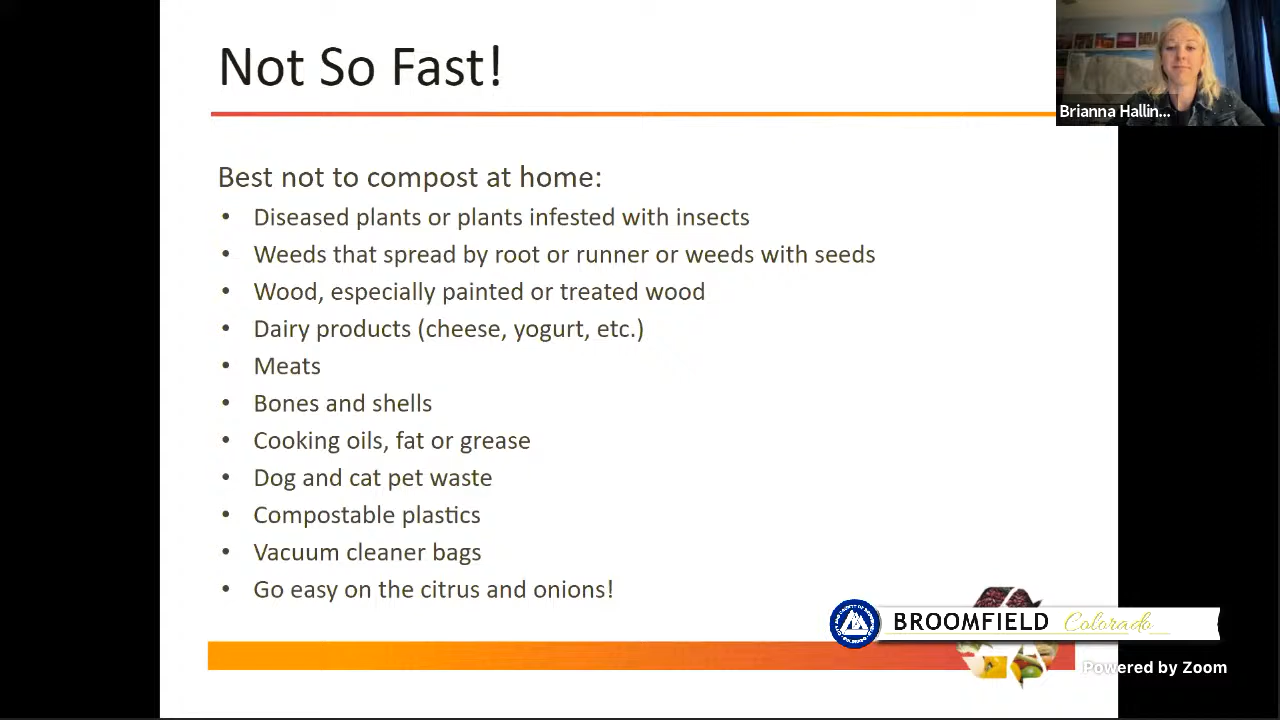 Not So Fast!
Brianna Hallin...
Best not to compost at home:
• Diseased plants or plants infested with insects
• Weeds that spread by root or runner or weeds with seeds
• Wood, especially painted or treated wood
• Dairy products (cheese, yogurt, etc.)
• Meats
• Bones and shells
• Cooking oils, fat or grease
• Dog and cat pet waste
• Compostable plastics
• Vacuum cleaner bags
• Go easy on the citrus and onions!
BROOMFIELD Colorado
Powered by Zoom